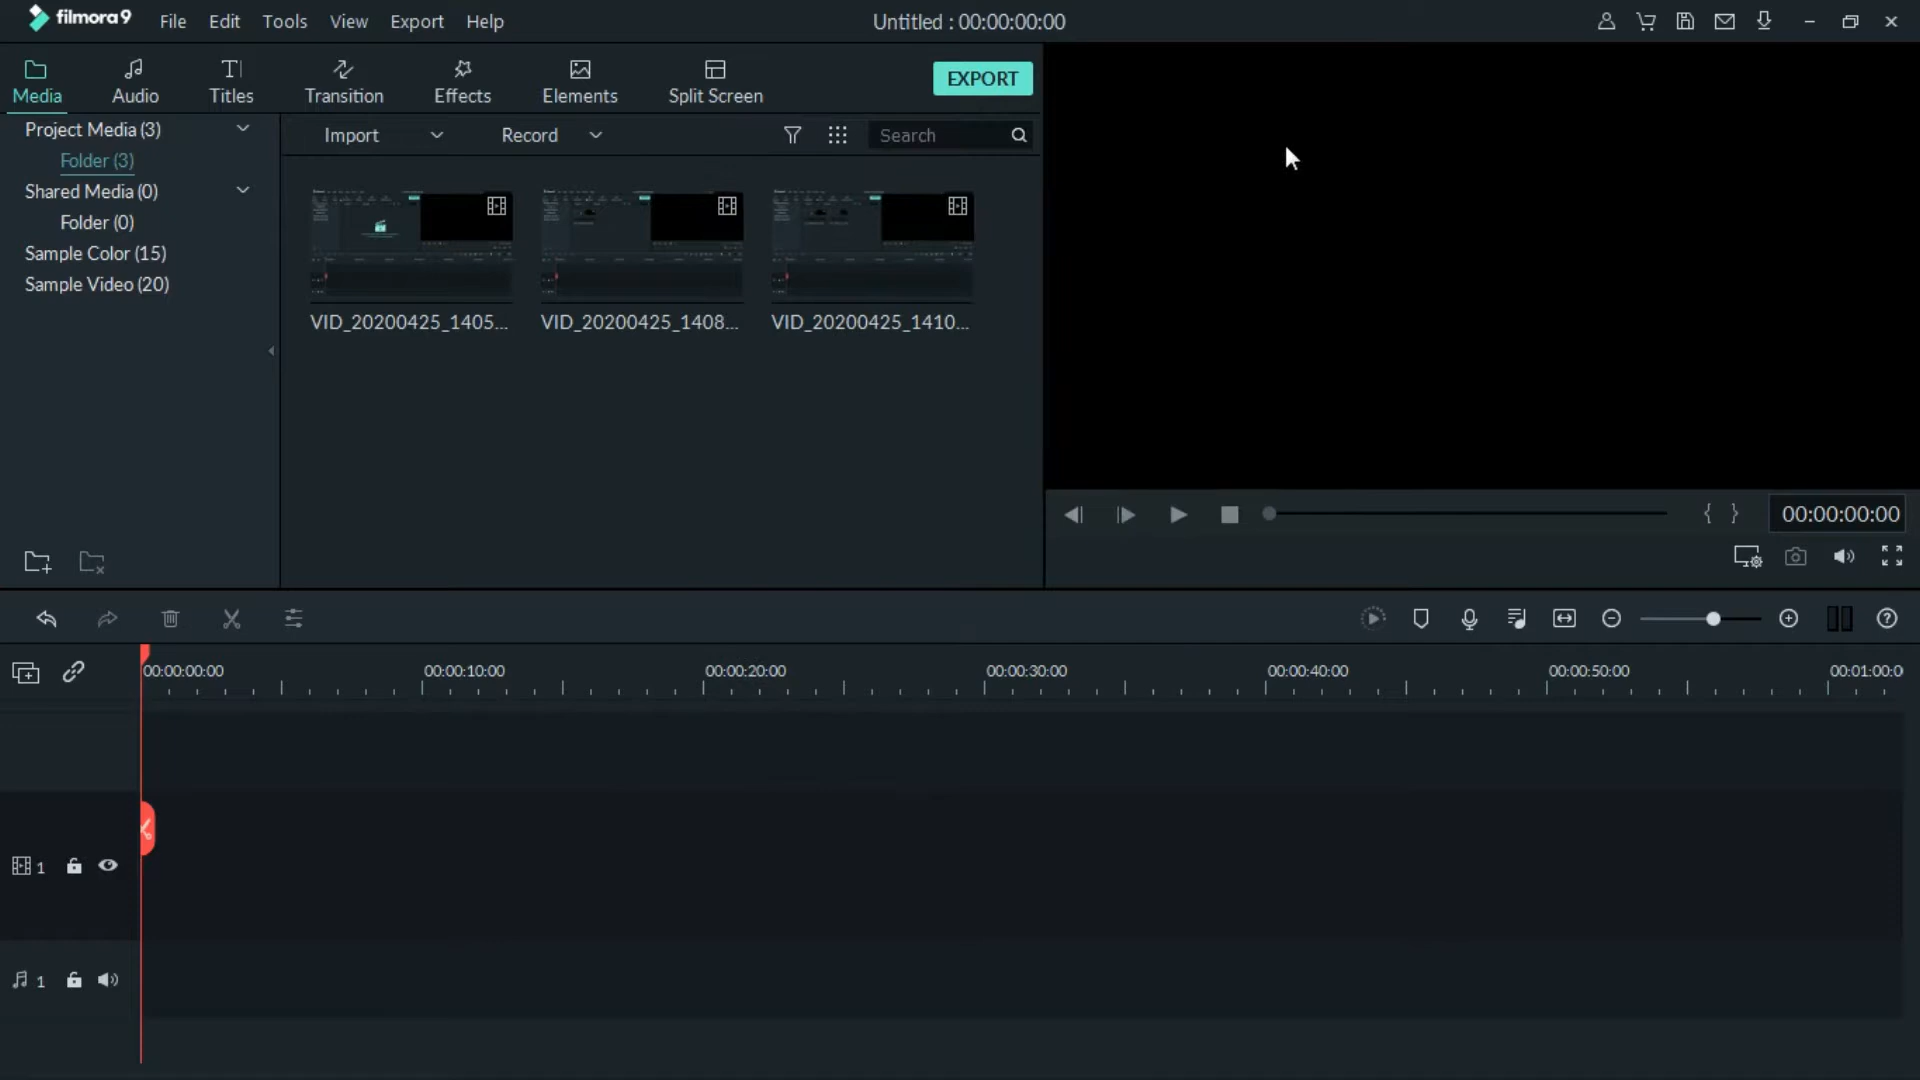 filmora9 File Edit Tools View Export Help Untitled : 00:00:00:00
Media Audio Titles Transition Effects Elements Split Screen EXPORT
Project Media (3)
Folder (3)
Shared Media (0)
Folder (0)
Sample Color (15)
Sample Video (20)
Import Record Search
VID_20200425_1405... VID_20200425_1408... VID_20200425_1410...
{ } 00:00:00:00
00:00:00:00 00:00:10:00 00:00:20:00 00:00:30:00 00:00:40:00 00:00:50:00 00:01:00:0
1
1